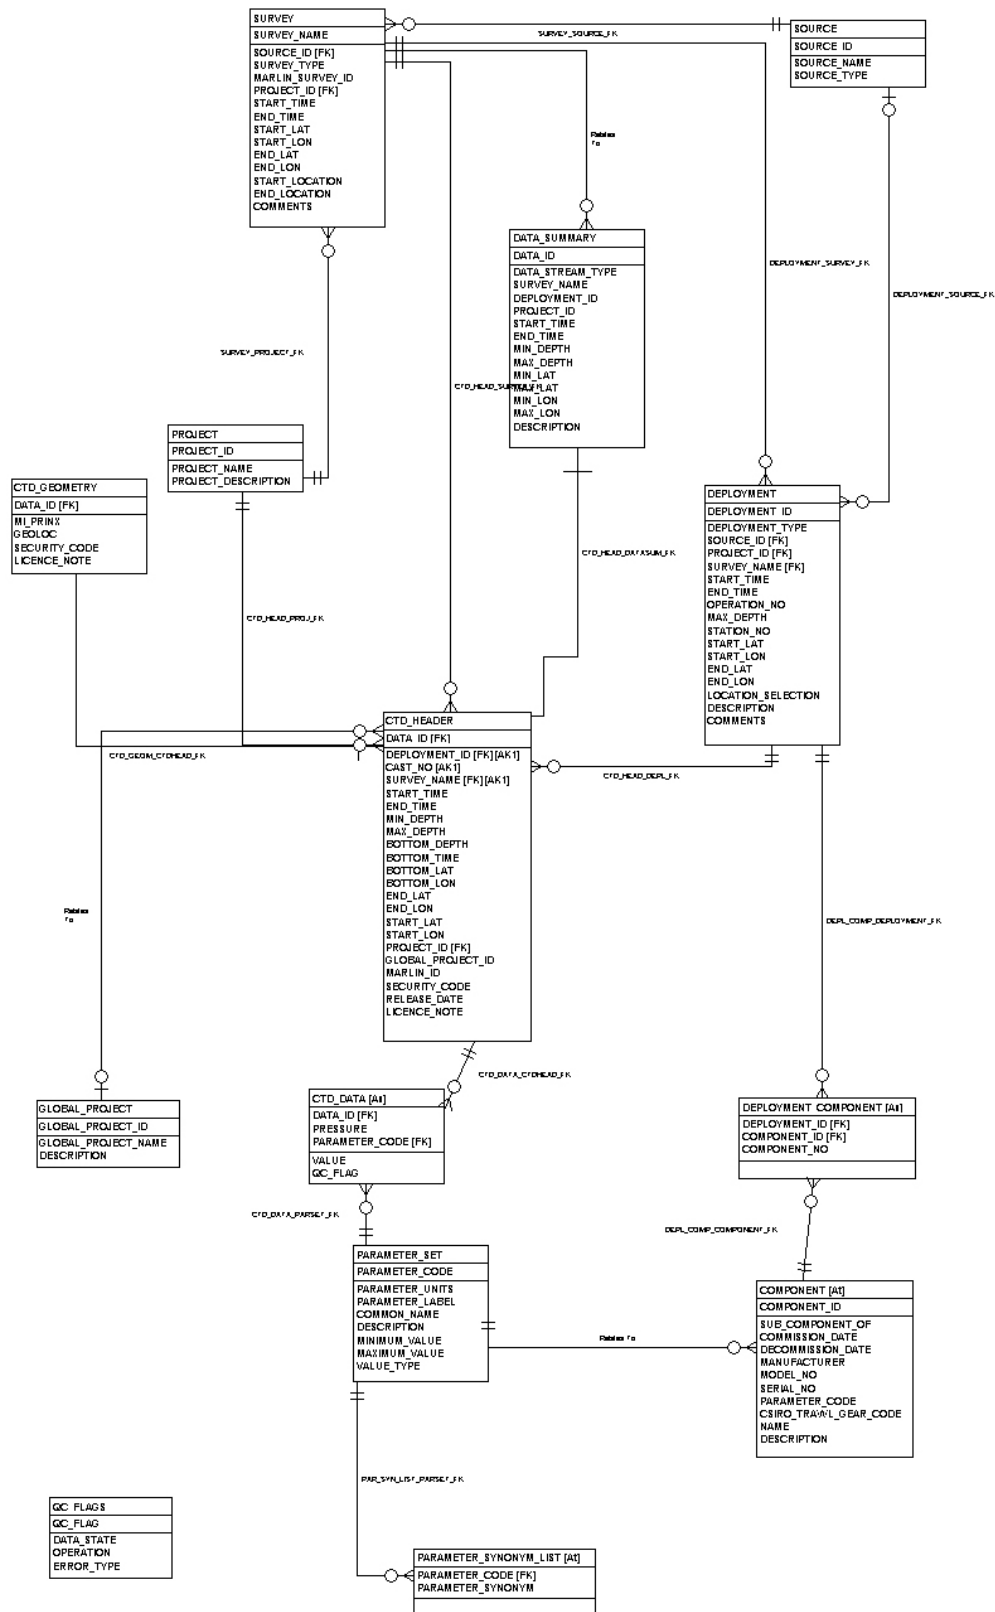 SURVEY
SURVEY_NAME
SOURCE_ID [FK]
SURVEY_TYPE
MARLIN_SURVEY_ID
PROJECT_ID [FK]
START_TIME
END_TIME
START_LAT
START_LON
END_LAT
END_LON
START_LOCATION
END_LOCATION
COMMENTS
SURVEY_SOURCE_FK
SOURCE
SOURCE_ID
SOURCE_NAME
SOURCE_TYPE
Relates
To
DATA_SUMMARY
DATA_ID
DATA_STREAM_TYPE
SURVEY_NAME
DEPLOYMENT_ID
PROJECT_ID
START_TIME
END_TIME
MIN_DEPTH
MAX_DEPTH
MIN_LAT
MAX_LAT
MIN_LON
MAX_LON
DESCRIPTION
DEPLOYMENT_SURVEY_FK
DEPLOYMENT_SOURCE_FK
SURVEY_PROJECT_FK
CTD_HEAD_SURVEY_FK
PROJECT
PROJECT_ID
PROJECT_NAME
PROJECT_DESCRIPTION
CTD_GEOMETRY
DATA_ID [FK]
MI_PRINX
GEOLOC
SECURITY_CODE
LICENCE_NOTE
DEPLOYMENT
DEPLOYMENT_ID
DEPLOYMENT_TYPE
SOURCE_ID [FK]
PROJECT_ID [FK]
SURVEY_NAME [FK]
START_TIME
END_TIME
OPERATION_NO
MAX_DEPTH
STATION_NO
START_LAT
START_LON
END_LAT
END_LON
LOCATION_SELECTION
DESCRIPTION
COMMENTS
CTD_HEAD_DATASUM_FK
CTD_HEAD_PROJ_FK
CTD_HEADER
DATA_ID [FK]
DEPLOYMENT_ID [FK][AK1]
CAST_NO [AK1]
SURVEY_NAME [FK][AK1]
START_TIME
END_TIME
MIN_DEPTH
MAX_DEPTH
BOTTOM_DEPTH
BOTTOM_TIME
BOTTOM_LAT
BOTTOM_LON
END_LAT
END_LON
START_LAT
START_LON
PROJECT_ID [FK]
GLOBAL_PROJECT_ID
MARLIN_ID
SECURITY_CODE
RELEASE_DATE
LICENCE_NOTE
CTD_GEOM_CTDHEAD_FK
CTD_HEAD_DEPL_FK
Relates
To
DEPL_COMP_DEPLOYMENT_FK
CTD_DATA_CTDHEAD_FK
GLOBAL_PROJECT
GLOBAL_PROJECT_ID
GLOBAL_PROJECT_NAME
DESCRIPTION
CTD_DATA [At]
DATA_ID [FK]
PRESSURE
PARAMETER_CODE [FK]
VALUE
QC_FLAG
DEPLOYMENT_COMPONENT [At]
DEPLOYMENT_ID [FK]
COMPONENT_ID [FK]
COMPONENT_NO
CTD_DATA_PARSET_FK
DEPL_COMP_COMPONENT_FK
PARAMETER_SET
PARAMETER_CODE
PARAMETER_UNITS
PARAMETER_LABEL
COMMON_NAME
DESCRIPTION
MINIMUM_VALUE
MAXIMUM_VALUE
VALUE_TYPE
Relates To
COMPONENT [At]
COMPONENT_ID
SUB_COMPONENT_OF
COMMISSION_DATE
DECOMMISSION_DATE
MANUFACTURER
MODEL_NO
SERIAL_NO
PARAMETER_CODE
CSIRO_TRAWL_GEAR_CODE
NAME
DESCRIPTION
PAR_SYN_LIST_PARSET_FK
QC_FLAGS
QC_FLAG
DATA_STATE
OPERATION
ERROR_TYPE
PARAMETER_SYNONYM_LIST [At]
PARAMETER_CODE [FK]
PARAMETER_SYNONYM